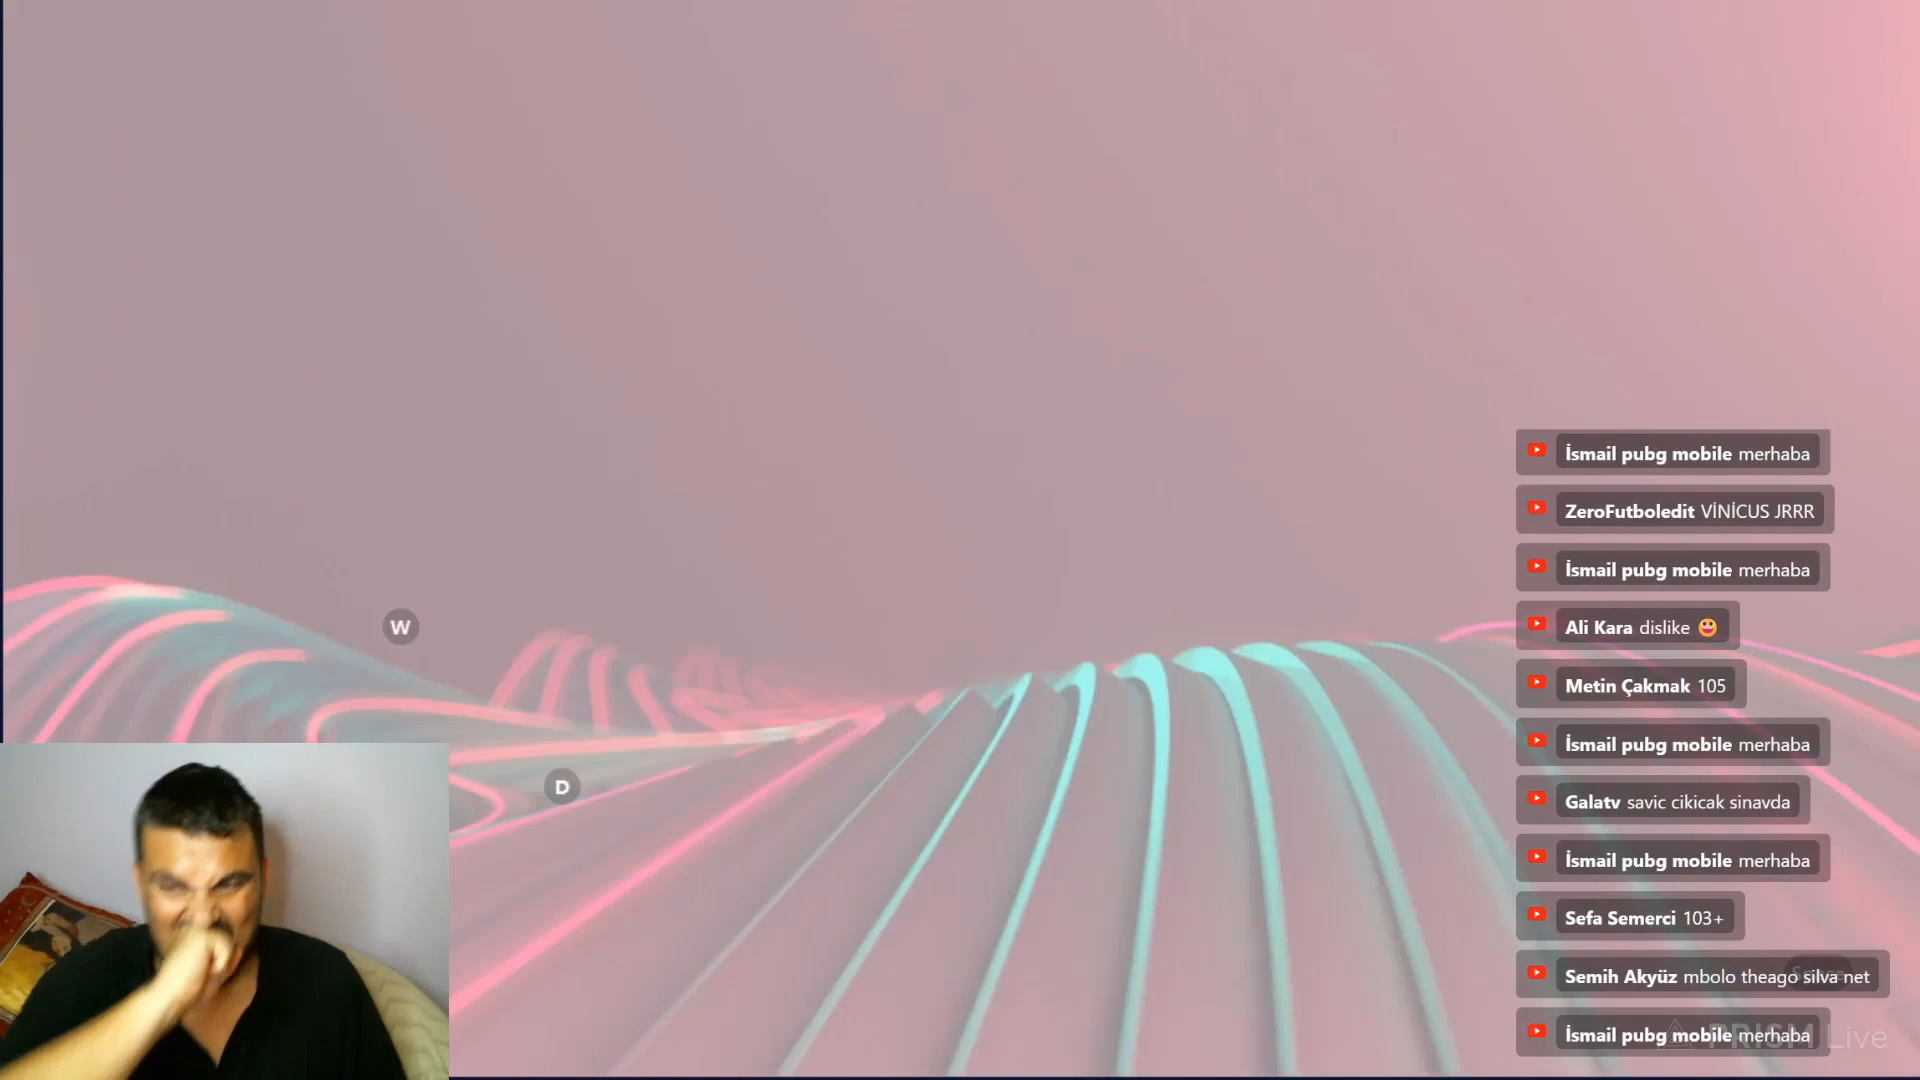 İsmail pubg mobile merhaba
ZeroFutboledit VİNİCUS JRRR
İsmail pubg mobile merhaba
W
Ali Kara dislike 😀
Metin Çakmak 105
İsmail pubg mobile merhaba
D
Galatv savic cikicak sinavda
İsmail pubg mobile merhaba
Sefa Semerci 103+
Semih Akyüz mbolo theago silva net
İsmail pubg mobile merhaba
PRISM Live